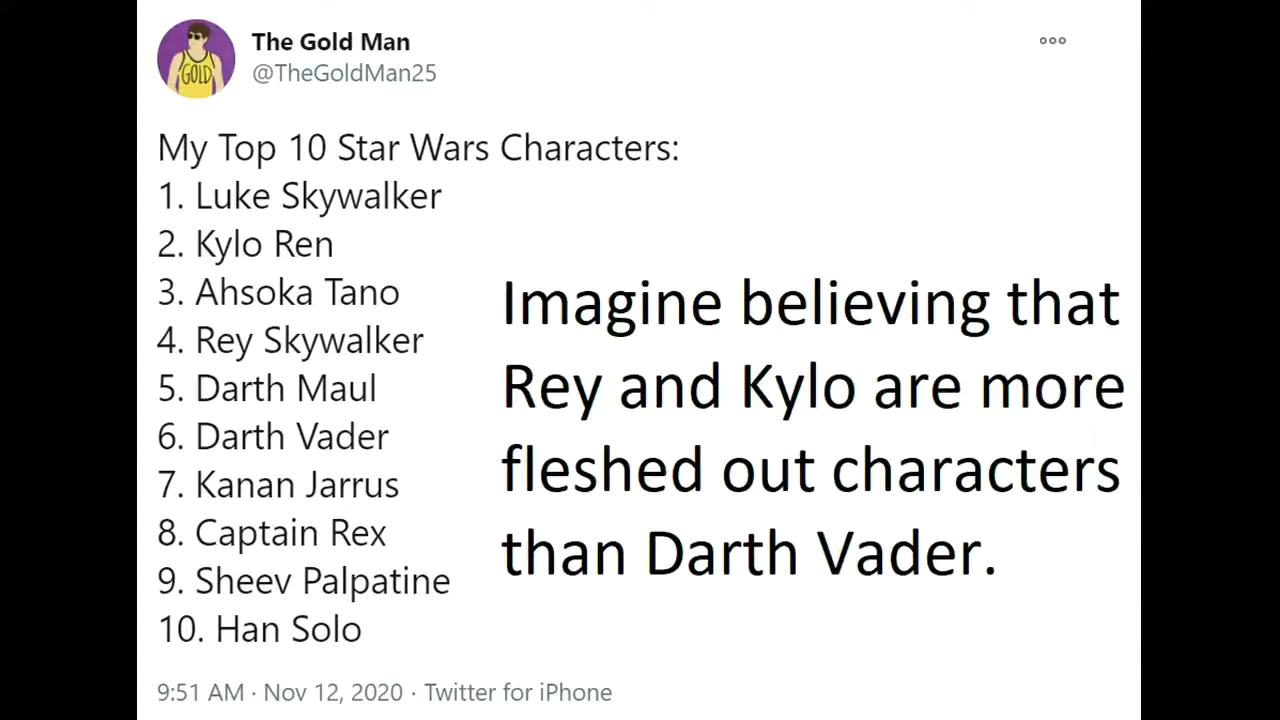 The Gold Man
@TheGoldMan25
GOLD
My Top 10 Star Wars Characters:
1. Luke Skywalker
2. Kylo Ren
3. Ahsoka Tano
4. Rey Skywalker
5. Darth Maul
6. Darth Vader
7. Kanan Jarrus
8. Captain Rex
9. Sheev Palpatine
10. Han Solo
Imagine believing that
Rey and Kylo are more
fleshed out characters
than Darth Vader.
9:51 AM · Nov 12, 2020 · Twitter for iPhone